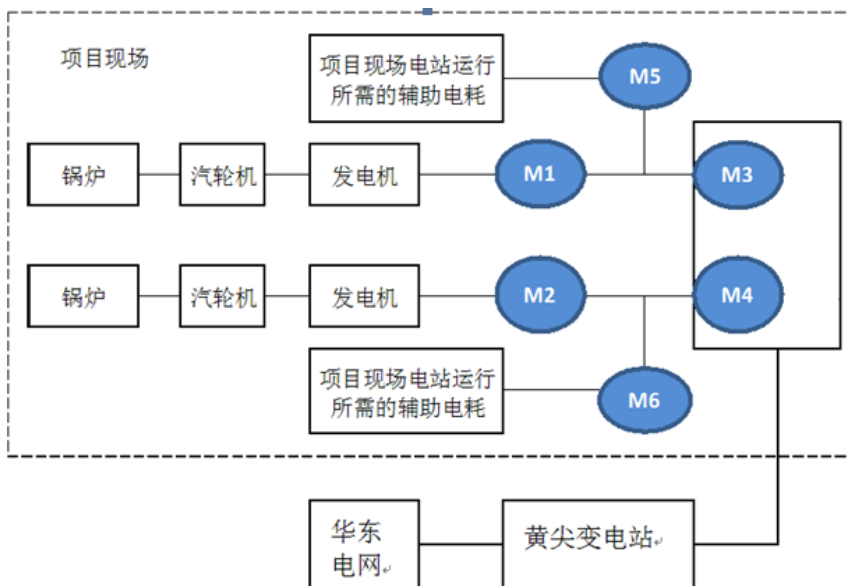 项目现场
项目现场电站运行
所需的辅助电耗
M5
锅炉
汽轮机
发电机
M1
M3
锅炉
汽轮机
发电机
M2
M4
项目现场电站运行
所需的辅助电耗
M6
华东
电网
黄尖变电站